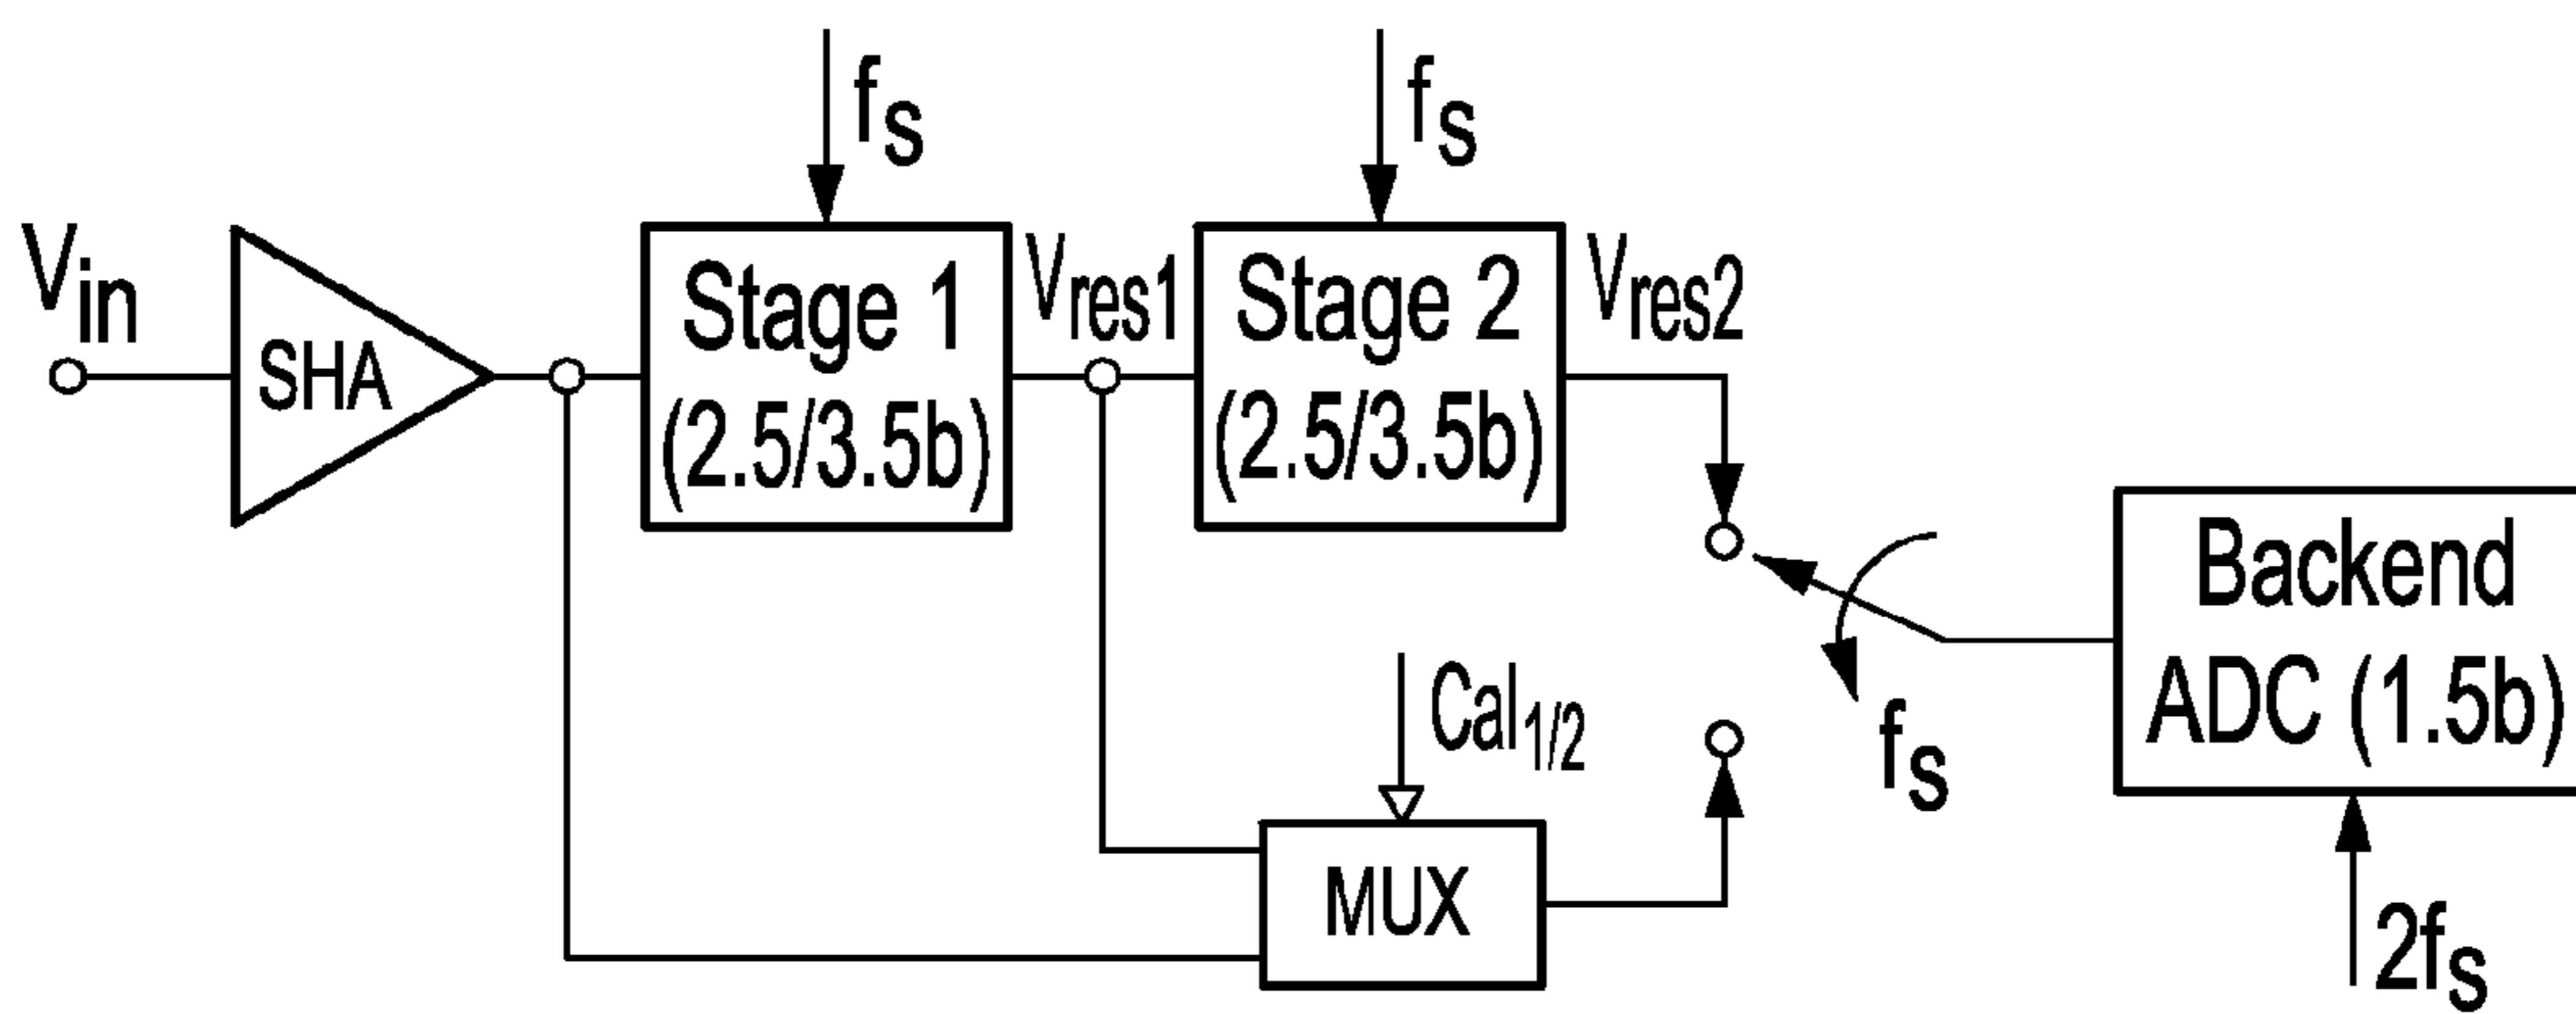 fs
fs
Vin
SHA
Stage 1
(2.5/3.5b)
Vres1
Stage 2
(2.5/3.5b)
Vres2
Backend
ADC (1.5b)
Cal1/2
fs
MUX
2fs